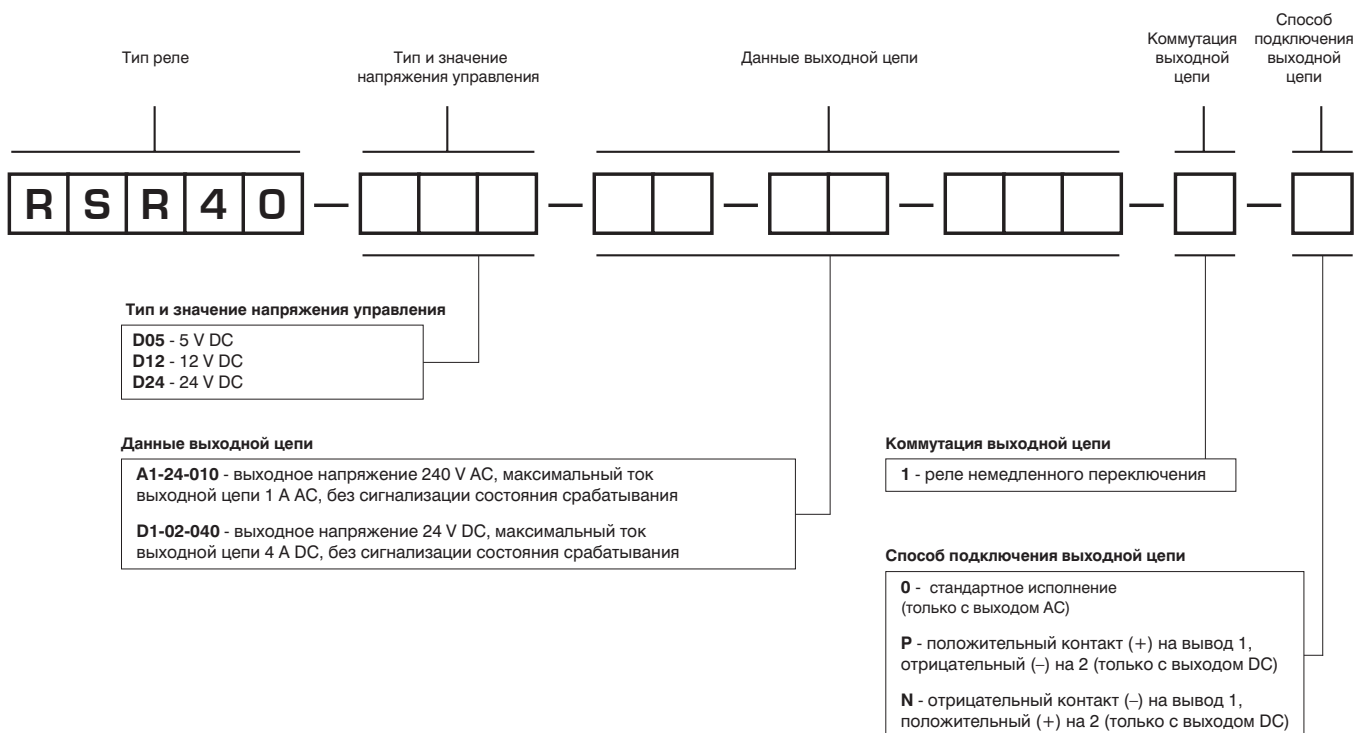 Тип реле
Тип и значение
напряжения управления
Данные выходной цепи
Коммутация
выходной
цепи
Способ
подключения
выходной
цепи
RSR40 – – – – – –
Тип и значение напряжения управления
D05 - 5 V DC
D12 - 12 V DC
D24 - 24 V DC
Данные выходной цепи
A1-24-010 - выходное напряжение 240 V AC, максимальный ток
выходной цепи 1 A AC, без сигнализации состояния срабатывания
D1-02-040 - выходное напряжение 24 V DC, максимальный ток
выходной цепи 4 A DC, без сигнализации состояния срабатывания
Коммутация выходной цепи
1 - реле немедленного переключения
Способ подключения выходной цепи
0 - стандартное исполнение
(только с выходом AC)
P - положительный контакт (+) на вывод 1,
отрицательный (–) на 2 (только с выходом DC)
N - отрицательный контакт (–) на вывод 1,
положительный (+) на 2 (только с выходом DC)